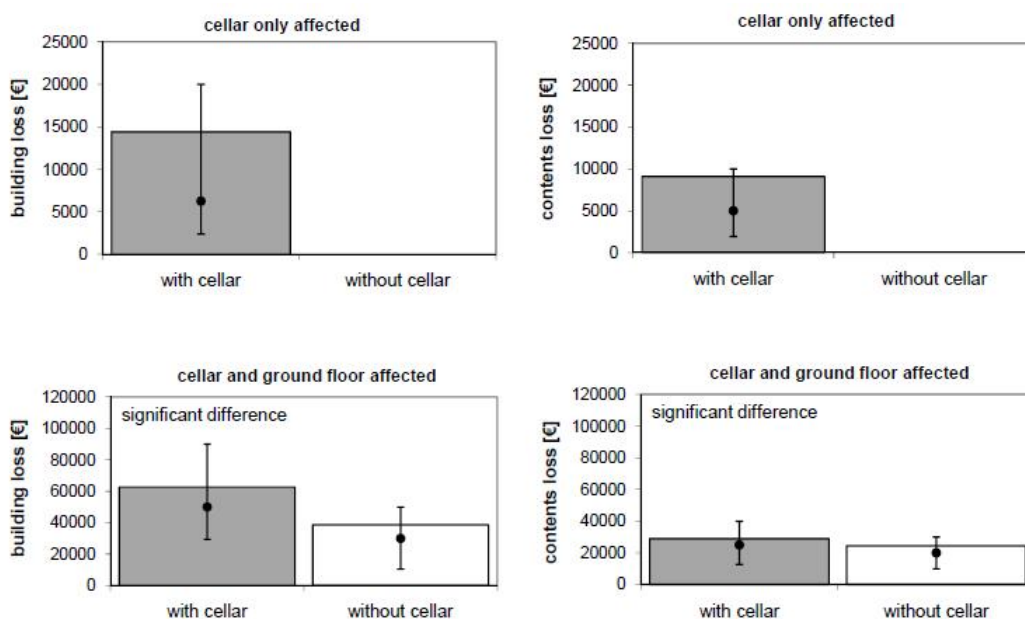 cellar only affected
building loss [€]
25000
20000
15000
10000
5000
0
with cellar without cellar
cellar only affected
contents loss [€]
25000
20000
15000
10000
5000
0
with cellar without cellar
cellar and ground floor affected
building loss [€]
120000
100000
80000
60000
40000
20000
0
significant difference
with cellar without cellar
cellar and ground floor affected
contents loss [€]
120000
100000
80000
60000
40000
20000
0
significant difference
with cellar without cellar